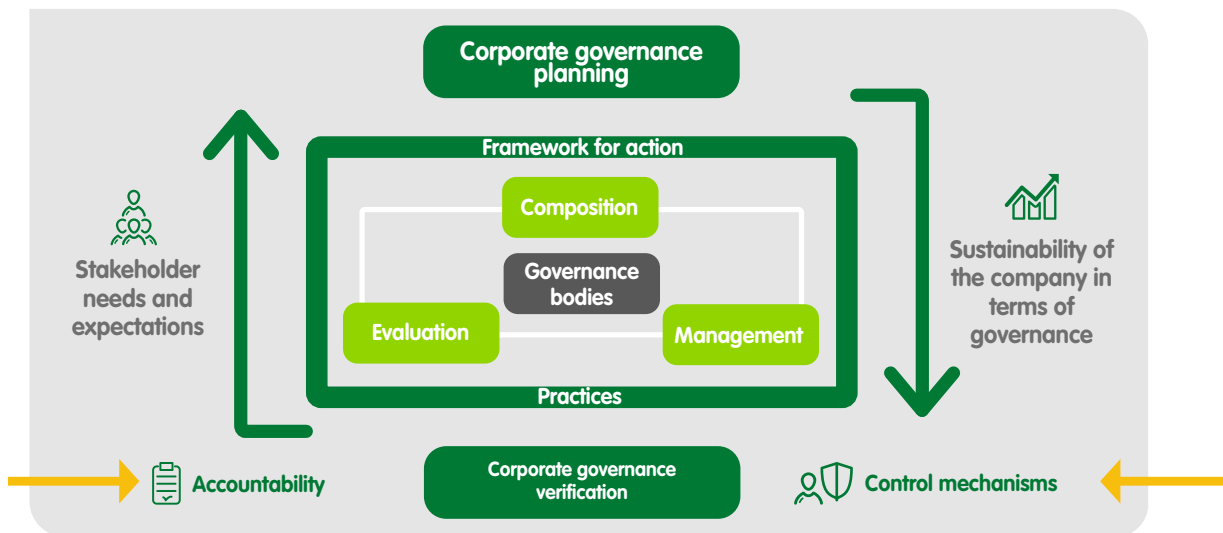 Corporate governance
planning
Framework for action
Composition
Governance
bodies
Evaluation
Management
Practices
Stakeholder
needs and
expectations
Sustainability of
the company in
terms of
governance
Accountability
Corporate governance
verification
Control mechanisms